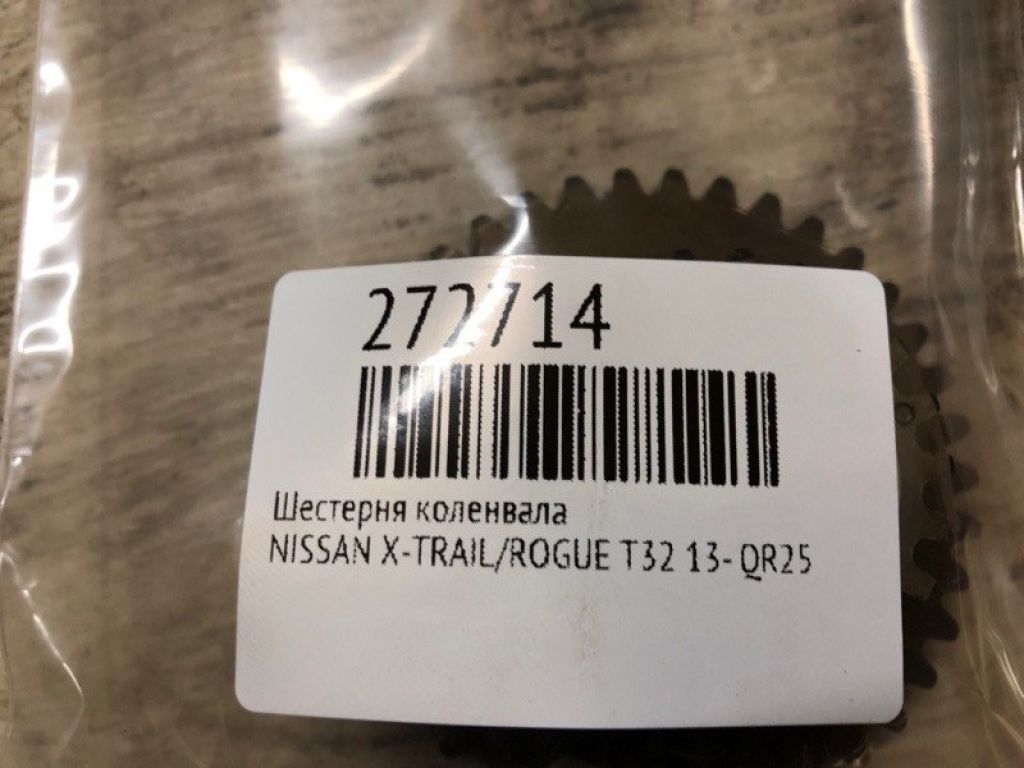 272714
Шестерня коленвала
NISSAN X-TRAIL/ROGUE T32 13- QR25